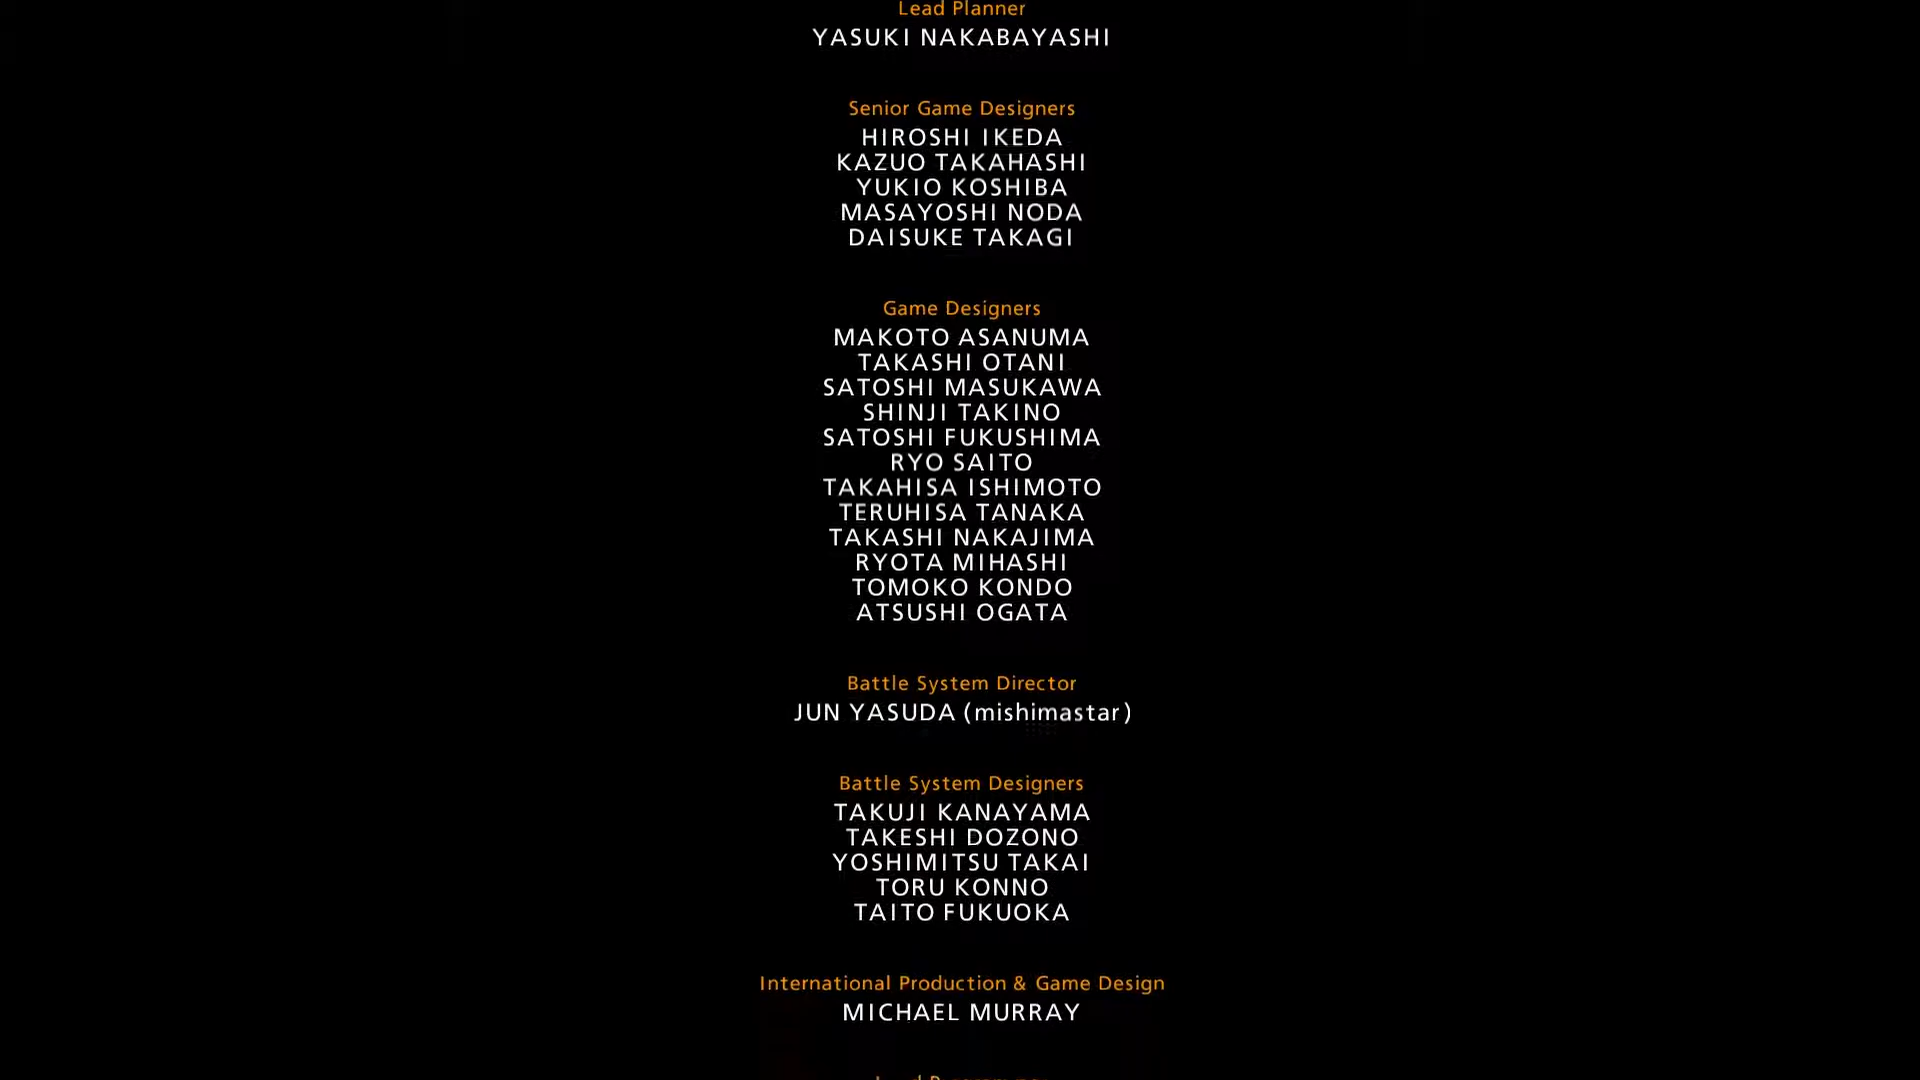 Lead Planner
YASUKI NAKABAYASHI
Senior Game Designers
HIROSHI IKEDA
KAZUO TAKAHASHI
YUKIO KOSHIBA
MASAYOSHI NODA
DAISUKE TAKAGI
Game Designers
MAKOTO ASANUMA
TAKASHI OTANI
SATOSHI MASUKAWA
SHINJI TAKINO
SATOSHI FUKUSHIMA
RYO SAITO
TAKAHISA ISHIMOTO
TERUHISA TANAKA
TAKASHI NAKAJIMA
RYOTA MIHASHI
TOMOKO KONDO
ATSUSHI OGATA
Battle System Director
JUN YASUDA (mishimastar)
Battle System Designers
TAKUJI KANAYAMA
TAKESHI DOZONO
YOSHIMITSU TAKAI
TORU KONNO
TAITO FUKUOKA
International Production & Game Design
MICHAEL MURRAY